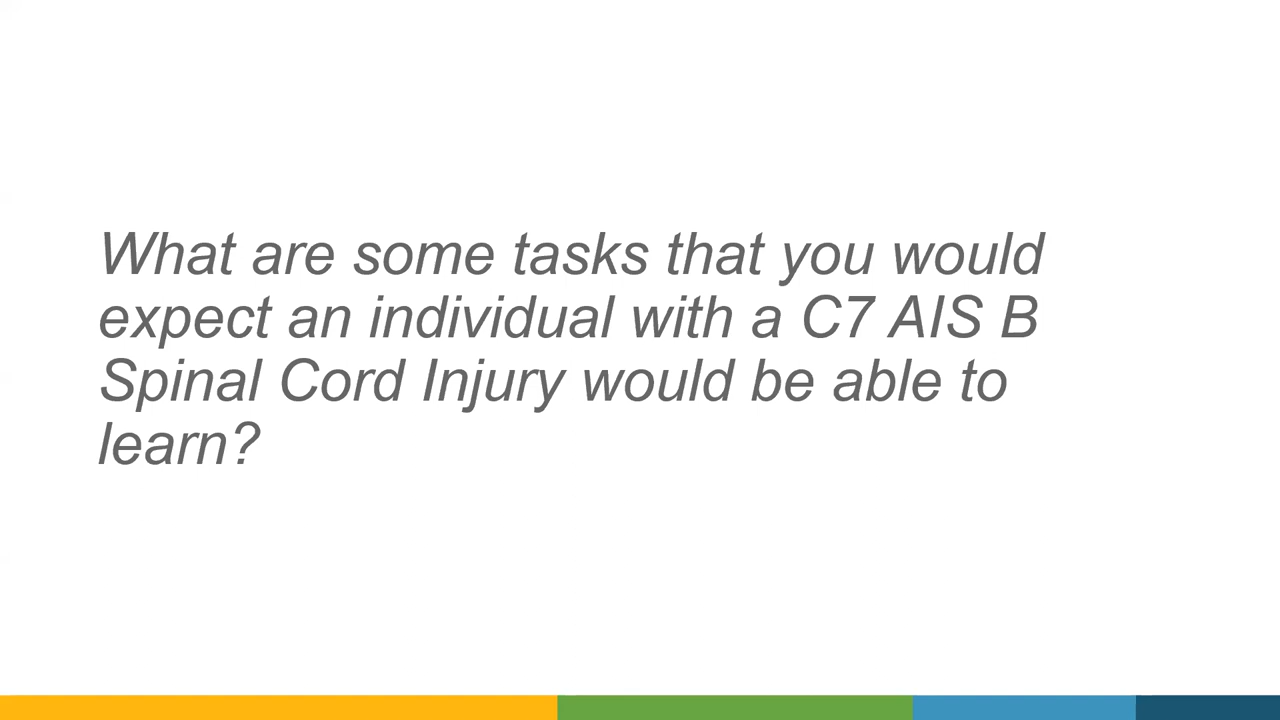 What are some tasks that you would
expect an individual with a C7 AIS B
Spinal Cord Injury would be able to
learn?